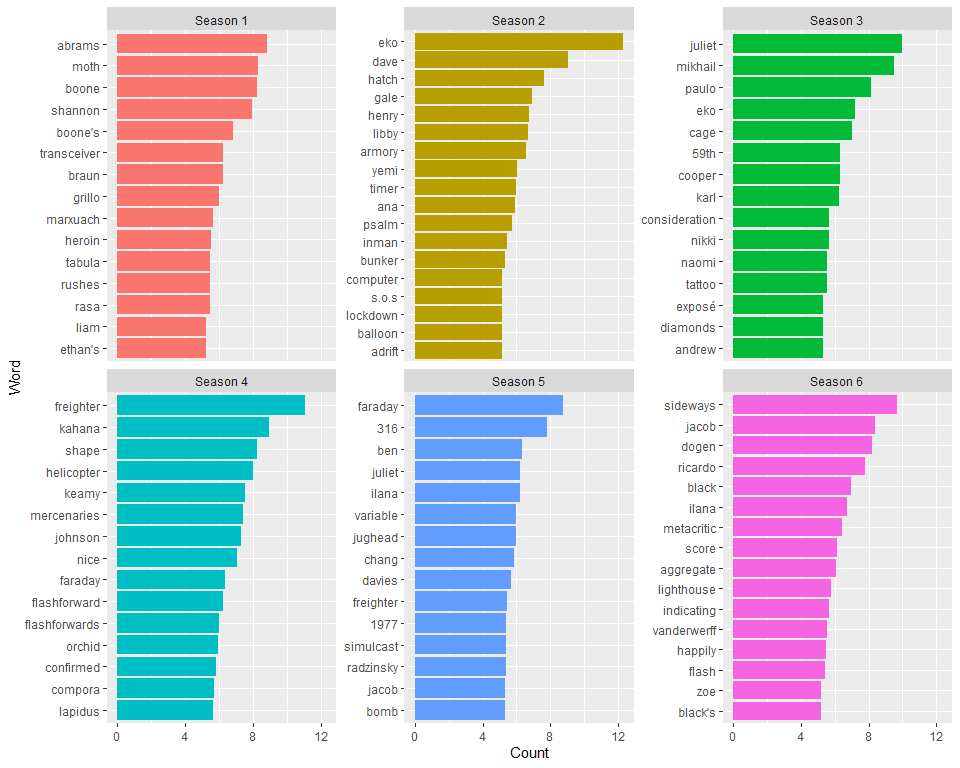 Season 1
abrams
moth
boone
shannon
boone's
transceiver
braun
grillo
marxuach
heroin
tabula
rushes
rasa
liam
ethan's
Season 2
eko
dave
hatch
gale
henry
libby
armory
yemi
timer
ana
psalm
inman
bunker
computer
s.o.s
lockdown
balloon
adrift
Season 3
juliet
mikhail
paulo
eko
cage
59th
cooper
karl
consideration
nikki
naomi
tattoo
exposé
diamonds
andrew
Word
Season 4
freighter
kahana
shape
helicopter
keamy
mercenaries
johnson
nice
faraday
flashforward
flashforwards
orchid
confirmed
compora
lapidus
0 4 8 12
Season 5
faraday
316
ben
juliet
ilana
variable
jughead
chang
davies
freighter
1977
simulcast
radzinsky
jacob
bomb
0 4 8 12
Season 6
sideways
jacob
dogen
ricardo
black
ilana
metacritic
score
aggregate
lighthouse
indicating
vanderwerff
happily
flash
zoe
black's
0 4 8 12
Count